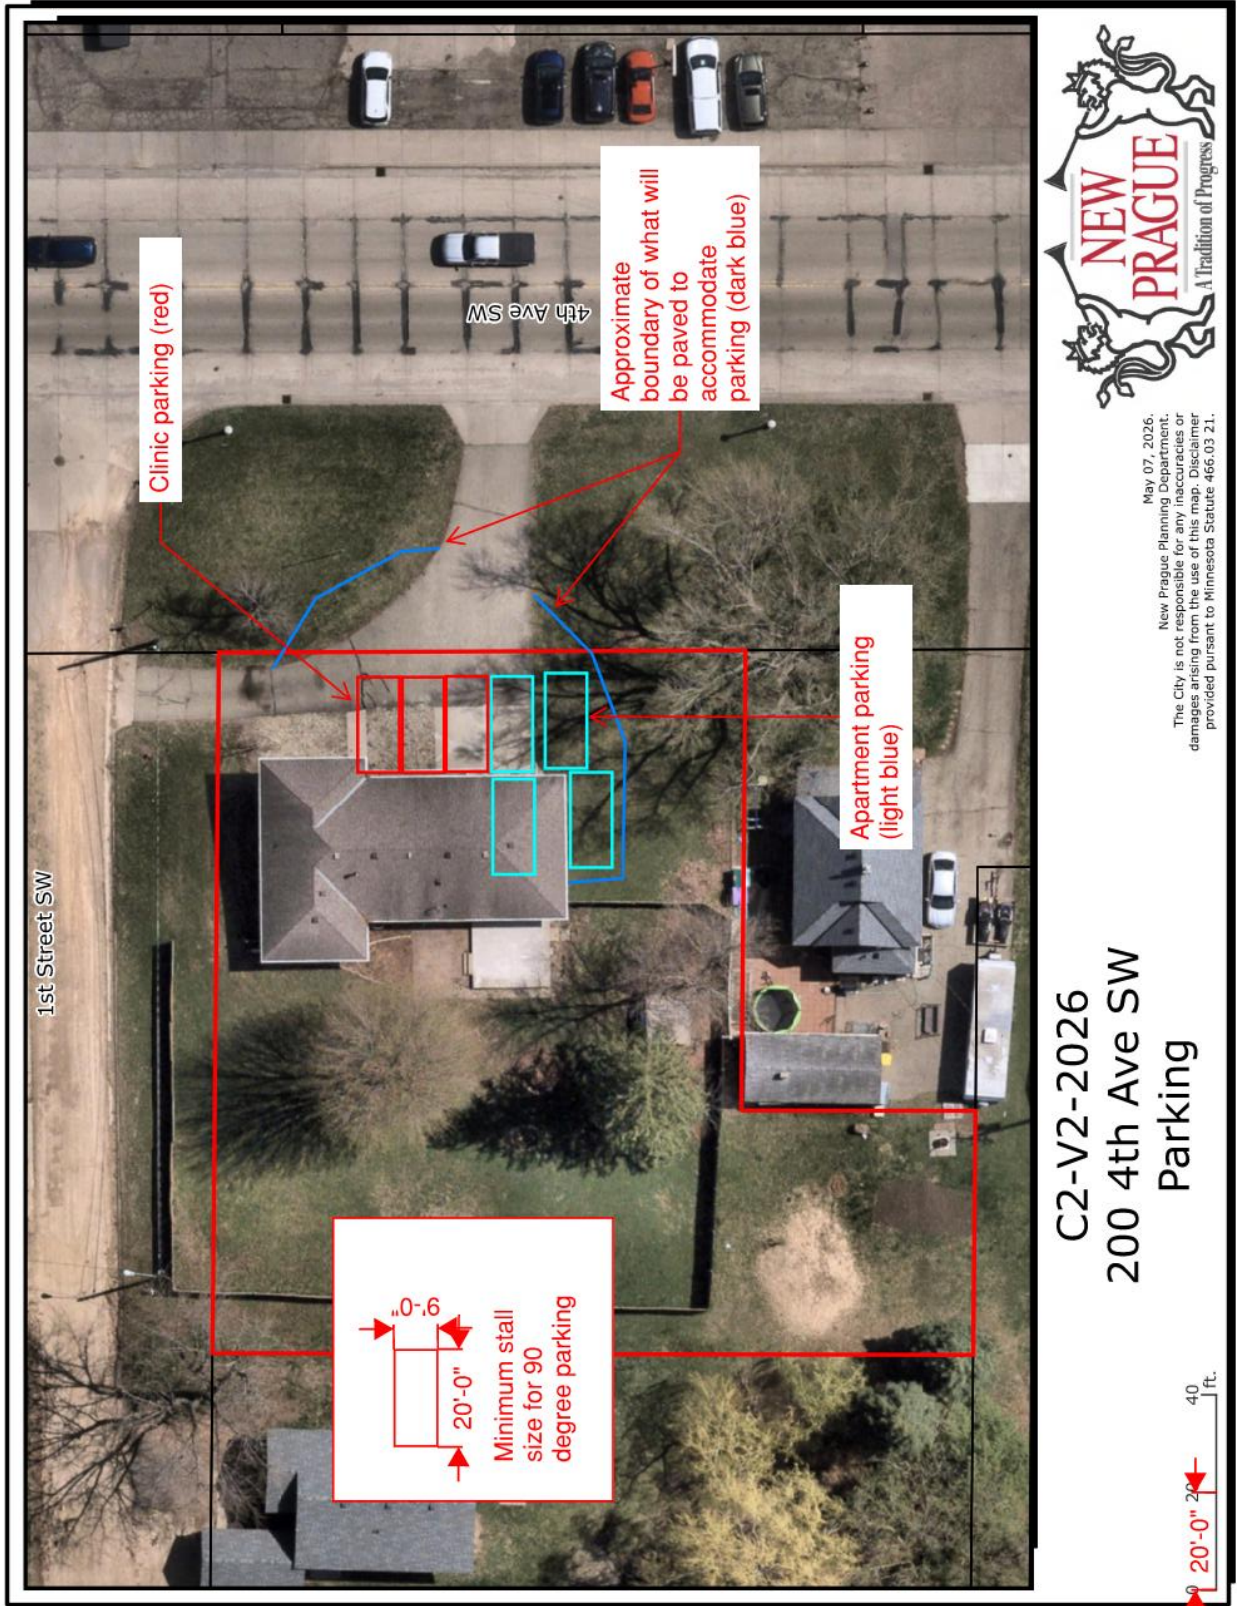 1st Street SW
4th Ave SW
Clinic parking (red)
Approximate
boundary of what will
be paved to
accommodate
parking (dark blue)
Apartment parking
(light blue)
9'-0"
20'-0"
Minimum stall
size for 90
degree parking
0 20 40
ft.
20'-0"
C2-V2-2026
200 4th Ave SW
Parking
May 07, 2026.
New Prague Planning Department.
The City is not responsible for any inaccuracies or
damages arising from the use of this map. Disclaimer
provided pursuant to Minnesota Statute 466.03 21.
NEW
PRAGUE
A Tradition of Progress